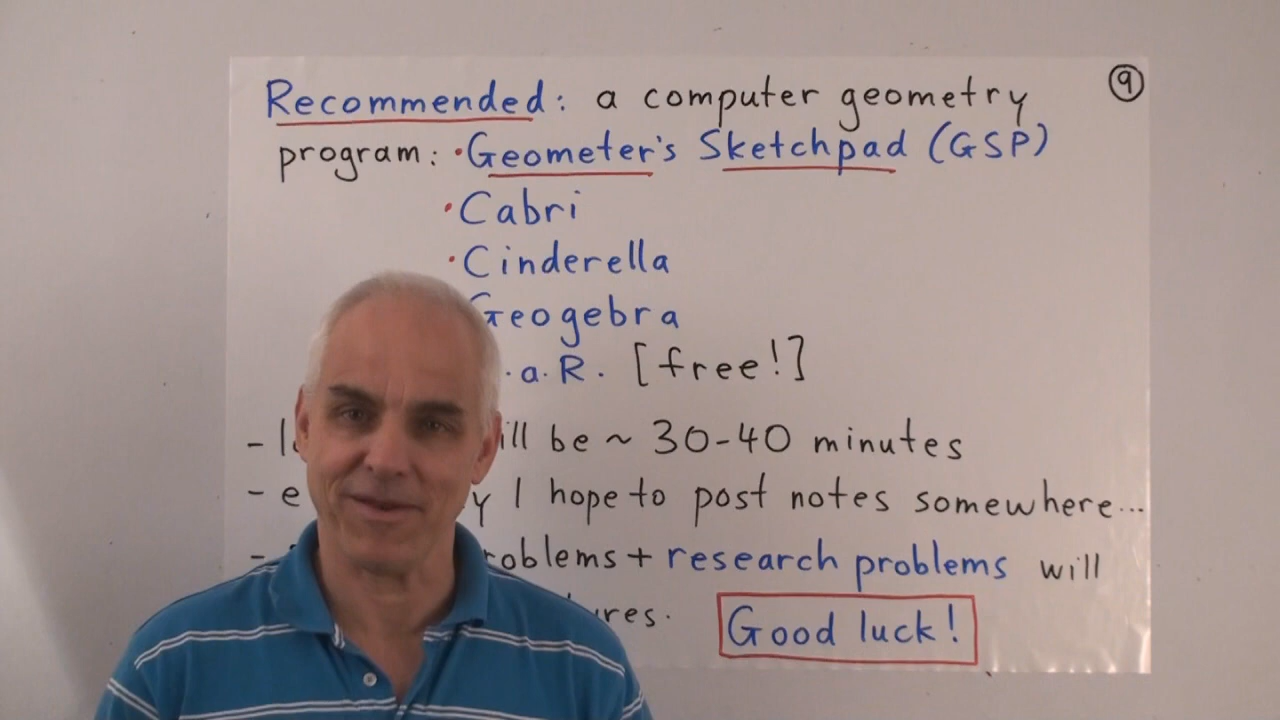 Recommended: a computer geometry ⑨
program: • Geometer's Sketchpad (GSP)
• Cabri
• Cinderella
Geogebra
.a.R. [free!]
- ill be ~ 30-40 minutes
- e y I hope to post notes somewhere...
- roblems + research problems will
res. Good luck!